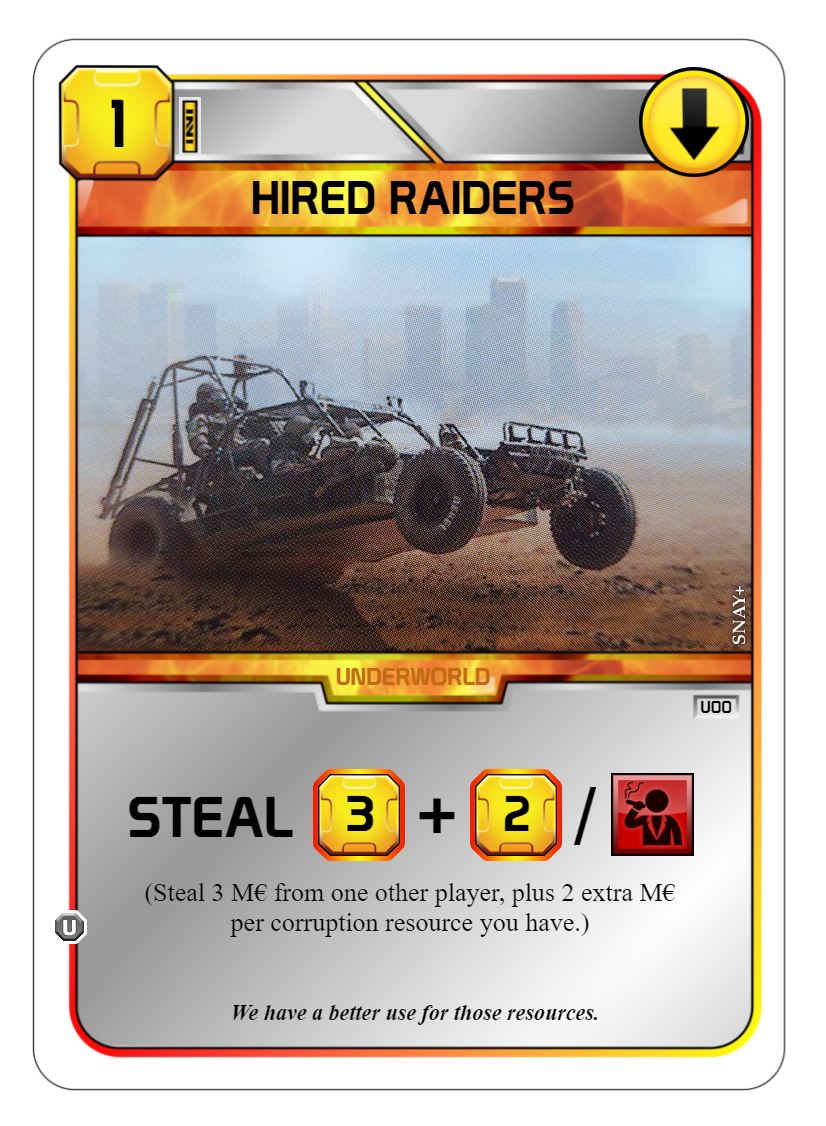 1
HIRED RAIDERS
SNAY+
UNDERWORLD
U00
STEAL 3 + 2 /
(Steal 3 M€ from one other player, plus 2 extra M€
per corruption resource you have.)
U
We have a better use for those resources.